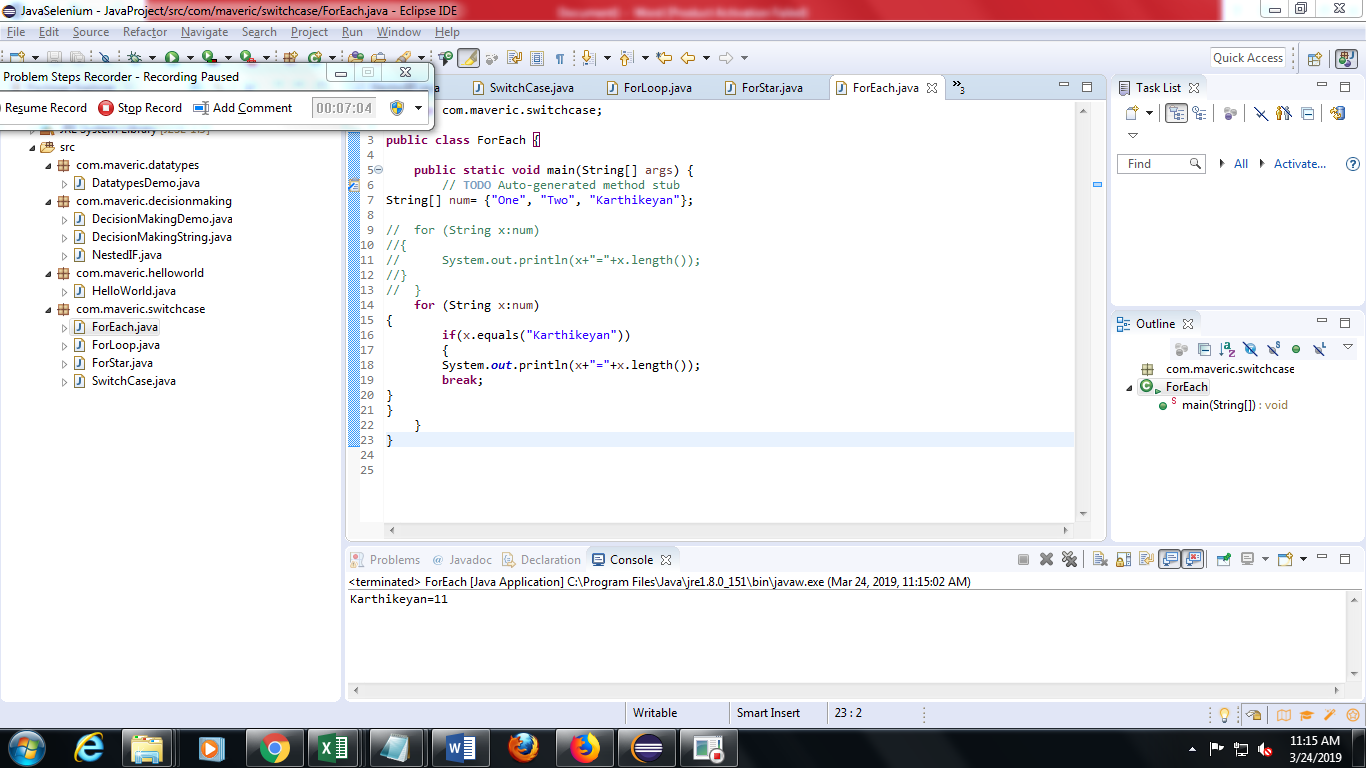 JavaSelenium - JavaProject/src/com/maveric/switchcase/ForEach.java - Eclipse IDE
File Edit Source Refactor Navigate Search Project Run Window Help
Quick Access
Problem Steps Recorder - Recording Paused
Resume Record Stop Record Add Comment 00:07:04
src
com.maveric.datatypes
DatatypesDemo.java
com.maveric.decisionmaking
DecisionMakingDemo.java
DecisionMakingString.java
NestedIF.java
com.maveric.helloworld
HelloWorld.java
com.maveric.switchcase
ForEach.java
ForLoop.java
ForStar.java
SwitchCase.java
SwitchCase.java ForLoop.java ForStar.java ForEach.java »3
com.maveric.switchcase;
3 public class ForEach {
4
5 public static void main(String[] args) {
6 // TODO Auto-generated method stub
7 String[] num= {"One", "Two", "Karthikeyan"};
8
9 // for (String x:num)
10 //{
11 // System.out.println(x+"="+x.length());
12 //}
13 // }
14 for (String x:num)
15 {
16 if(x.equals("Karthikeyan"))
17 {
18 System.out.println(x+"="+x.length());
19 break;
20 }
21 }
22 }
23 }
24
25
Task List
Find All Activate...
Outline
com.maveric.switchcase
ForEach
main(String[]) : void
Problems @ Javadoc Declaration Console
<terminated> ForEach [Java Application] C:\Program Files\Java\jre1.8.0_151\bin\javaw.exe (Mar 24, 2019, 11:15:02 AM)
Karthikeyan=11
Writable Smart Insert 23 : 2
11:15 AM
3/24/2019